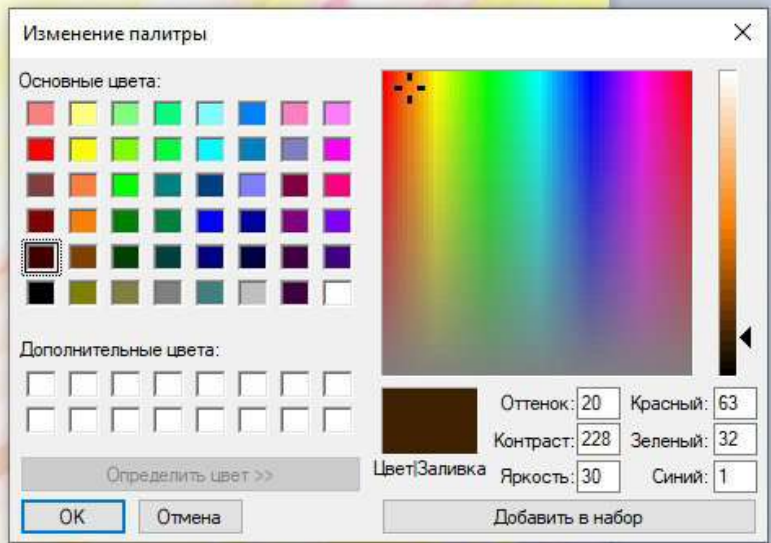 Изменение палитры
Основные цвета:
Дополнительные цвета:
Определить цвет >>
ОК
Отмена
Цвет|Заливка
Оттенок: 20
Контраст: 228
Яркость: 30
Красный: 63
Зеленый: 32
Синий: 1
Добавить в набор